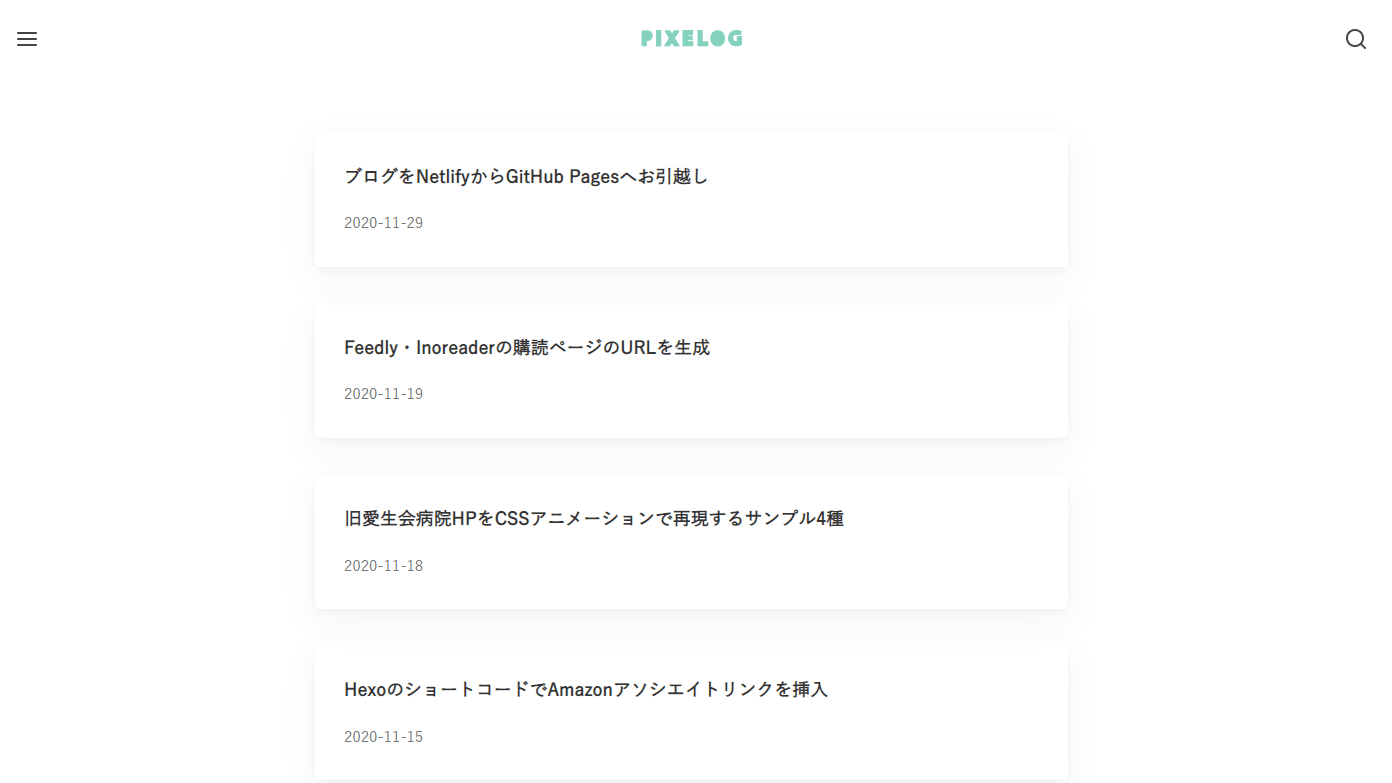 PIXELOG
ブログをNetlifyからGitHub Pagesへお引越し
2020-11-29
Feedly・Inoreaderの購読ページのURLを生成
2020-11-19
旧愛生会病院HPをCSSアニメーションで再現するサンプル4種
2020-11-18
HexoのショートコードでAmazonアソシエイトリンクを挿入
2020-11-15